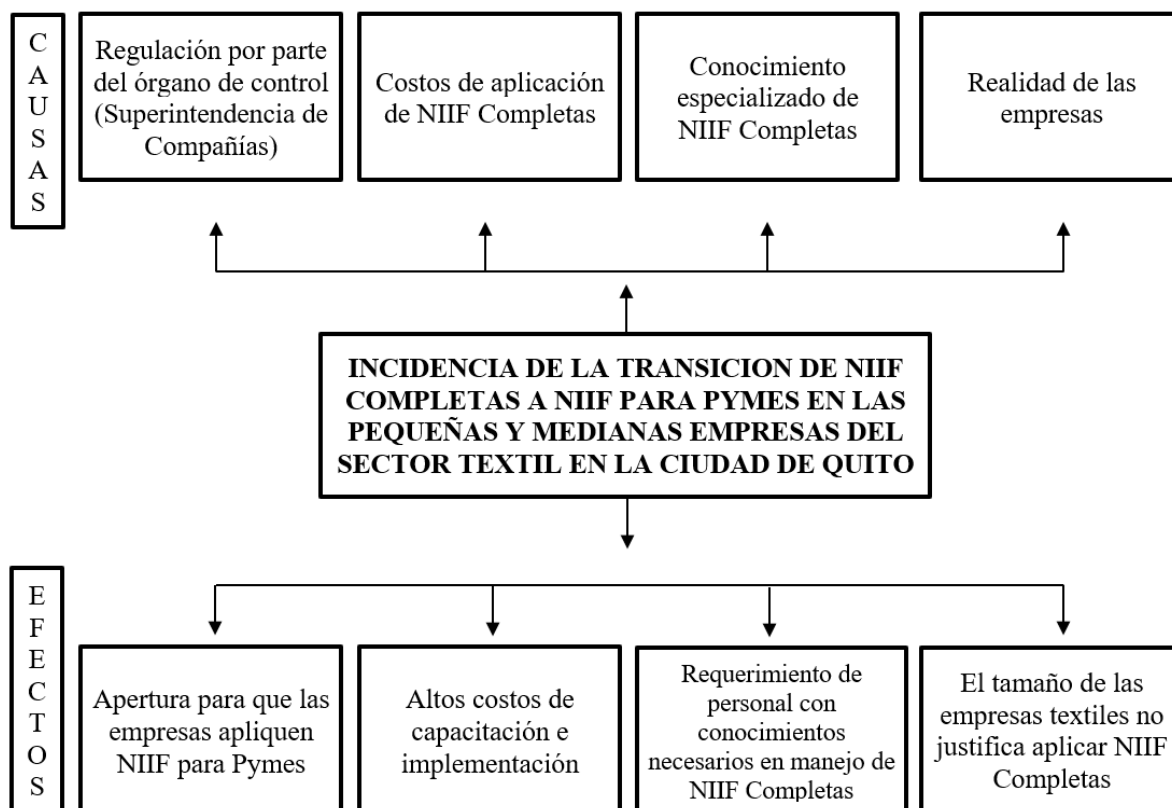 CAUSAS
Regulación por parte
del órgano de control
(Superintendencia de
Compañías)
Costos de aplicación
de NIIF Completas
Conocimiento
especializado de
NIIF Completas
Realidad de las
empresas
INCIDENCIA DE LA TRANSICION DE NIIF
COMPLETAS A NIIF PARA PYMES EN LAS
PEQUEÑAS Y MEDIANAS EMPRESAS DEL
SECTOR TEXTIL EN LA CIUDAD DE QUITO
EFECTOS
Apertura para que las
empresas apliquen
NIIF para Pymes
Altos costos de
capacitación e
implementación
Requerimiento de
personal con
conocimientos
necesarios en manejo de
NIIF Completas
El tamaño de las
empresas textiles no
justifica aplicar NIIF
Completas